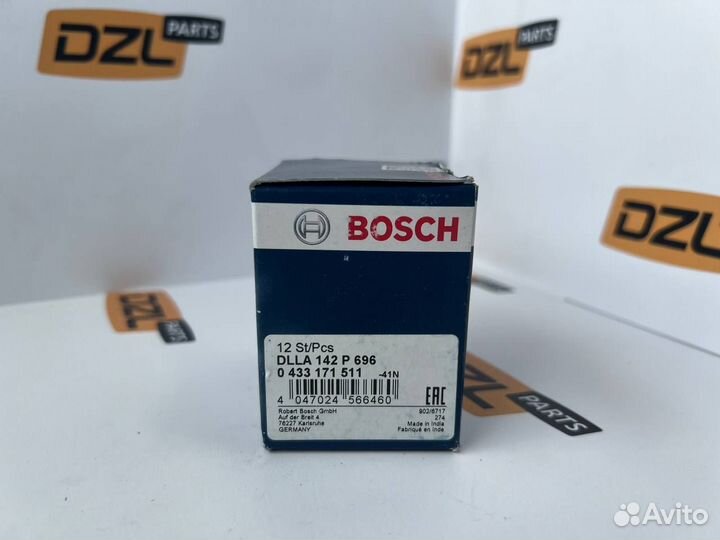 DZL PARTS
DZL PARTS
DZL
DZL PARTS
DZL
BOSCH
12 St/Pcs
DLLA 142 P 696
0 433 171 511 -41N
4 047024 566460
EAC
Robert Bosch GmbH
Auf der Breit 4
76227 Karlsruhe
GERMANY
902/6717
274
Made in India
Fabriqué en Inde
DZL PARTS
DZL
Avito